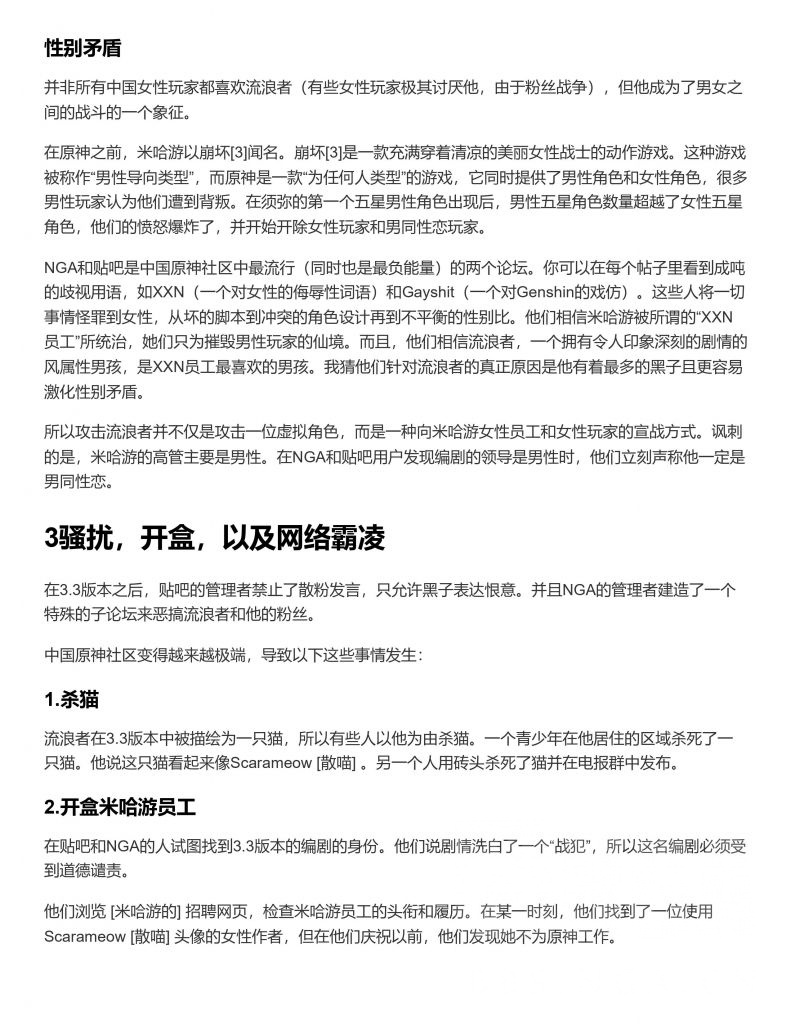 性别矛盾
并非所有中国女性玩家都喜欢流浪者（有些女性玩家极其讨厌他，由于粉丝战争），但他成为了男女之
间的战斗的一个象征。
在原神之前，米哈游以崩坏[3]闻名。崩坏[3]是一款充满穿着清凉的美丽女性战士的动作游戏。这种游戏
被称作“男性导向类型”，而原神是一款“为任何人类型”的游戏，它同时提供了男性角色和女性角色，很多
男性玩家认为他们遭到背叛。在须弥的第一个五星男性角色出现后，男性五星角色数量超越了女性五星
角色，他们的愤怒爆炸了，并开始开除女性玩家和男同性恋玩家。
NGA和贴吧是中国原神社区中最流行（同时也是最负能量）的两个论坛。你可以在每个帖子里看到成吨
的歧视用语，如XXN（一个对女性的侮辱性词语）和Gayshit（一个对Genshin的戏仿）。这些人将一切
事情怪罪到女性，从坏的脚本到冲突的角色设计再到不平衡的性别比。他们相信米哈游被所谓的“XXN
员工”所统治，她们只为摧毁男性玩家的仙境。而且，他们相信流浪者，一个拥有令人印象深刻的剧情的
风属性男孩，是XXN员工最喜欢的男孩。我猜他们针对流浪者的真正原因是他有着最多的黑子且更容易
激化性别矛盾。
所以攻击流浪者并不仅是攻击一位虚拟角色，而是一种向米哈游女性员工和女性玩家的宣战方式。讽刺
的是，米哈游的高管主要是男性。在NGA和贴吧用户发现编剧的领导是男性时，他们立刻声称他一定是
男同性恋。
3骚扰，开盒，以及网络霸凌
在3.3版本之后，贴吧的管理者禁止了散粉发言，只允许黑子表达恨意。并且NGA的管理者建造了一个
特殊的子论坛来恶搞流浪者和他的粉丝。
中国原神社区变得越来越极端，导致以下这些事情发生：
1.杀猫
流浪者在3.3版本中被描绘为一只猫，所以有些人以他为由杀猫。一个青少年在他居住的区域杀死了一
只猫。他说这只猫看起来像Scarameow [散喵] 。另一个人用砖头杀死了猫并在电报群中发布。
2.开盒米哈游员工
在贴吧和NGA的人试图找到3.3版本的编剧的身份。他们说剧情洗白了一个“战犯”，所以这名编剧必须受
到道德谴责。
他们浏览 [米哈游的] 招聘网页，检查米哈游员工的头衔和履历。在某一时刻，他们找到了一位使用
Scarameow [散喵] 头像的女性作者，但在他们庆祝以前，他们发现她不为原神工作。